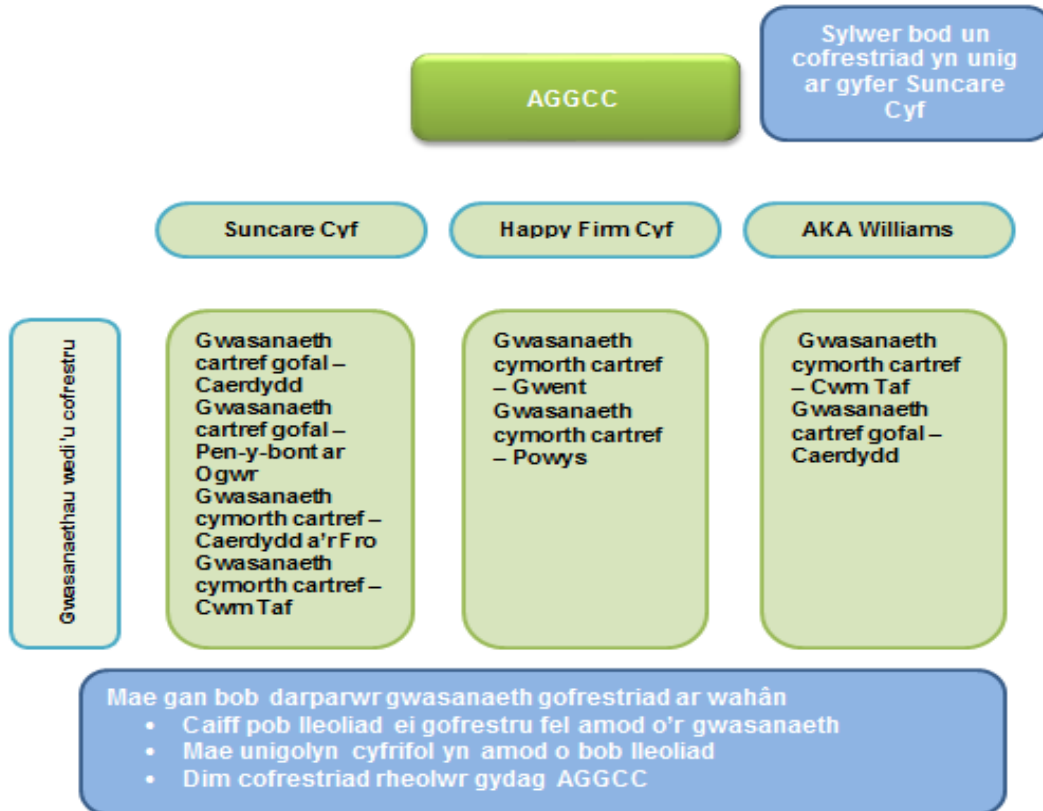 Sylwer bod un
cofrestriad yn unig
ar gyfer Suncare
Cyf
AGGCC
Suncare Cyf
Happy Firm Cyf
AKA Williams
Gwasanaethau wedi'u cofrestru
Gwasanaeth
cartref gofal –
Caerdydd
Gwasanaeth
cartref gofal –
Pen-y-bont ar
Ogwr
Gwasanaeth
cymorth cartref –
Caerdydd a'r Fro
Gwasanaeth
cymorth cartref –
Cwm Taf
Gwasanaeth
cymorth cartref
– Gwent
Gwasanaeth
cymorth cartref
– Powys
Gwasanaeth
cymorth cartref
– Cwm Taf
Gwasanaeth
cartref gofal –
Caerdydd
Mae gan bob darparwr gwasanaeth gofrestriad ar wahân
• Caiff pob lleoliad ei gofrestru fel amod o'r gwasanaeth
• Mae unigolyn cyfrifol yn amod o bob lleoliad
• Dim cofrestriad rheolwr gydag AGGCC